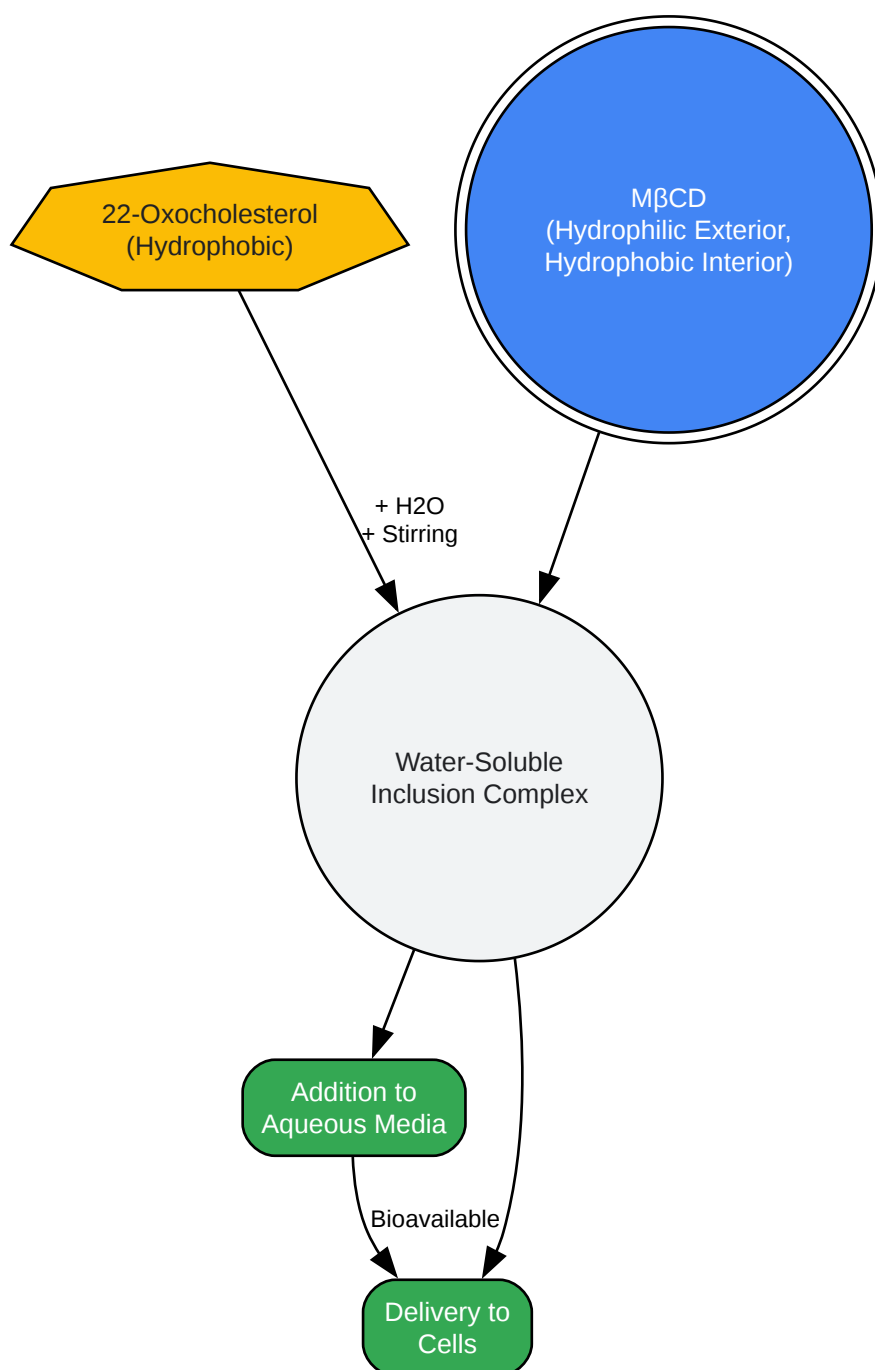 22-Oxocholesterol
(Hydrophobic)
MβCD
(Hydrophilic Exterior,
Hydrophobic Interior)
+ H2O
+ Stirring
Water-Soluble
Inclusion Complex
Addition to
Aqueous Media
Bioavailable
Delivery to
Cells